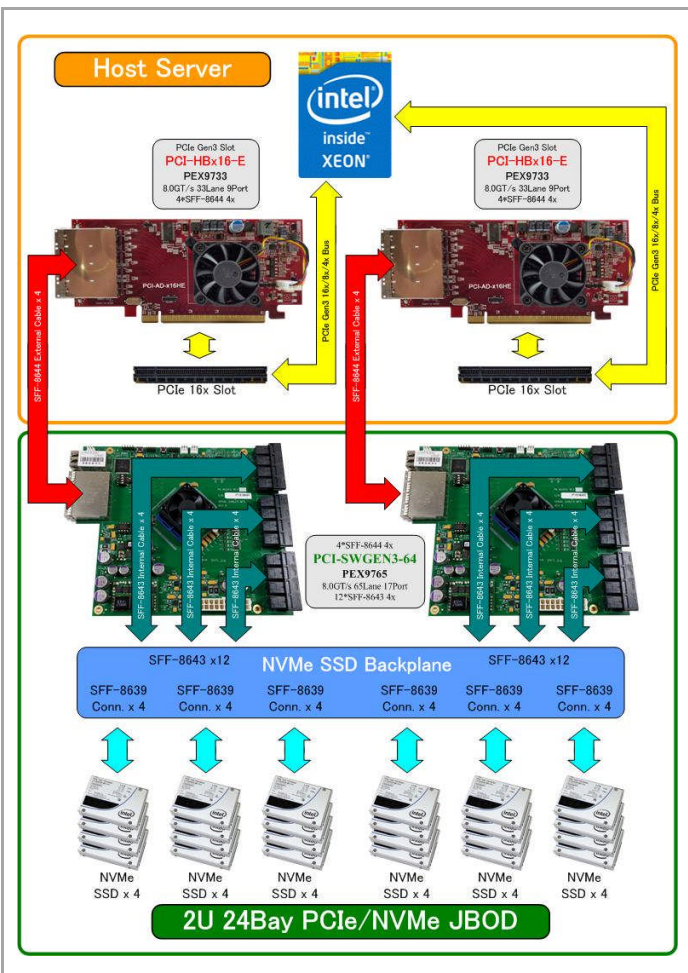 Host Server
intel
inside™
XEON®
PCIe Gen3 Slot
PCI-HBx16-E
PEX9733
8.0GT/s 33Lane 9Port
4*SFF-8644 4x
PCIe Gen3 Slot
PCI-HBx16-E
PEX9733
8.0GT/s 33Lane 9Port
4*SFF-8644 4x
PCI-AD-x16HE
PCI-AD-x16HE
PCIe Gen3 16x/8x/4x Bus
PCIe Gen3 16x/8x/4x Bus
SFF-8644 External Cable x 4
SFF-8644 External Cable x 4
PCIe 16x Slot
PCIe 16x Slot
SFF-8643 Internal Cable x 4
SFF-8643 Internal Cable x 4
SFF-8643 Internal Cable x 4
4*SFF-8644 4x
PCI-SWGEN3-64
PEX9765
8.0GT/s 65Lane 17Port
12*SFF-8643 4x
SFF-8643 Internal Cable x 4
SFF-8643 Internal Cable x 4
SFF-8643 Internal Cable x 4
SFF-8643 x12
NVMe SSD Backplane
SFF-8643 x12
SFF-8639 SFF-8639 SFF-8639 SFF-8639 SFF-8639 SFF-8639
Conn. x 4 Conn. x 4 Conn. x 4 Conn. x 4 Conn. x 4 Conn. x 4
intel intel intel intel intel intel
NVMe NVMe NVMe NVMe NVMe NVMe
SSD x 4 SSD x 4 SSD x 4 SSD x 4 SSD x 4 SSD x 4
2U 24Bay PCIe/NVMe JBOD